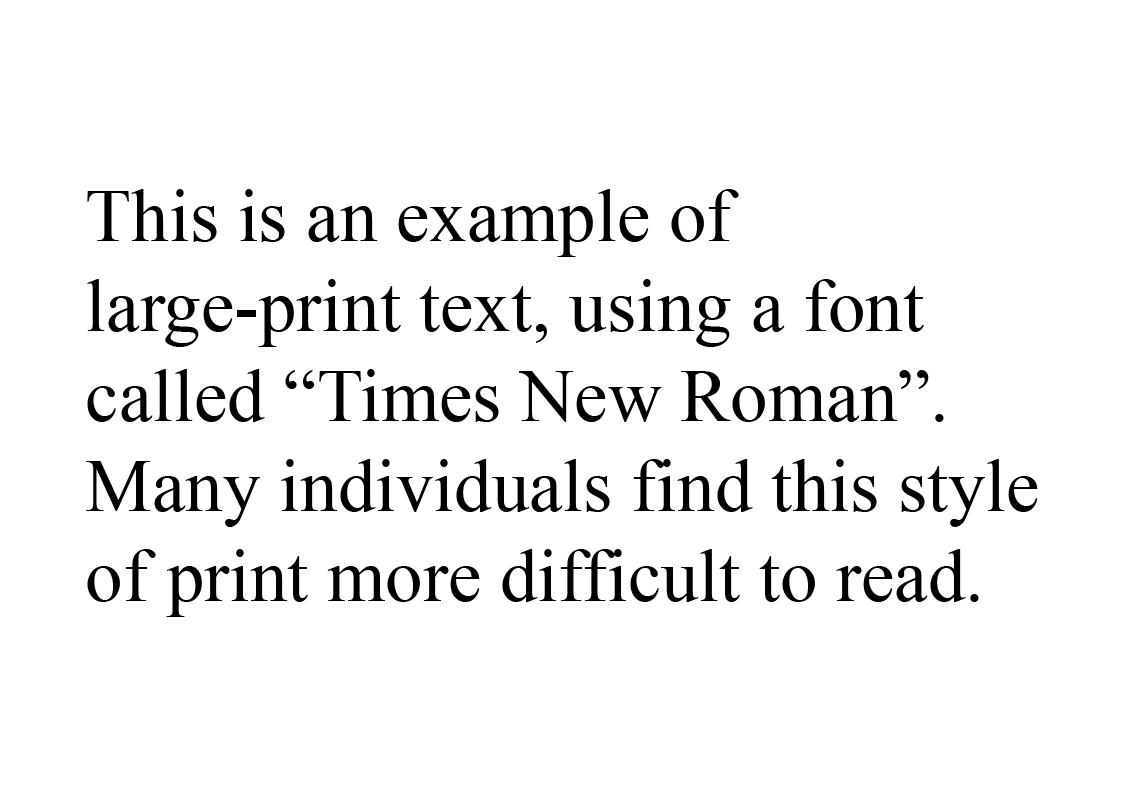 This is an example of
large-print text, using a font
called “Times New Roman”.
Many individuals find this style
of print more difficult to read.